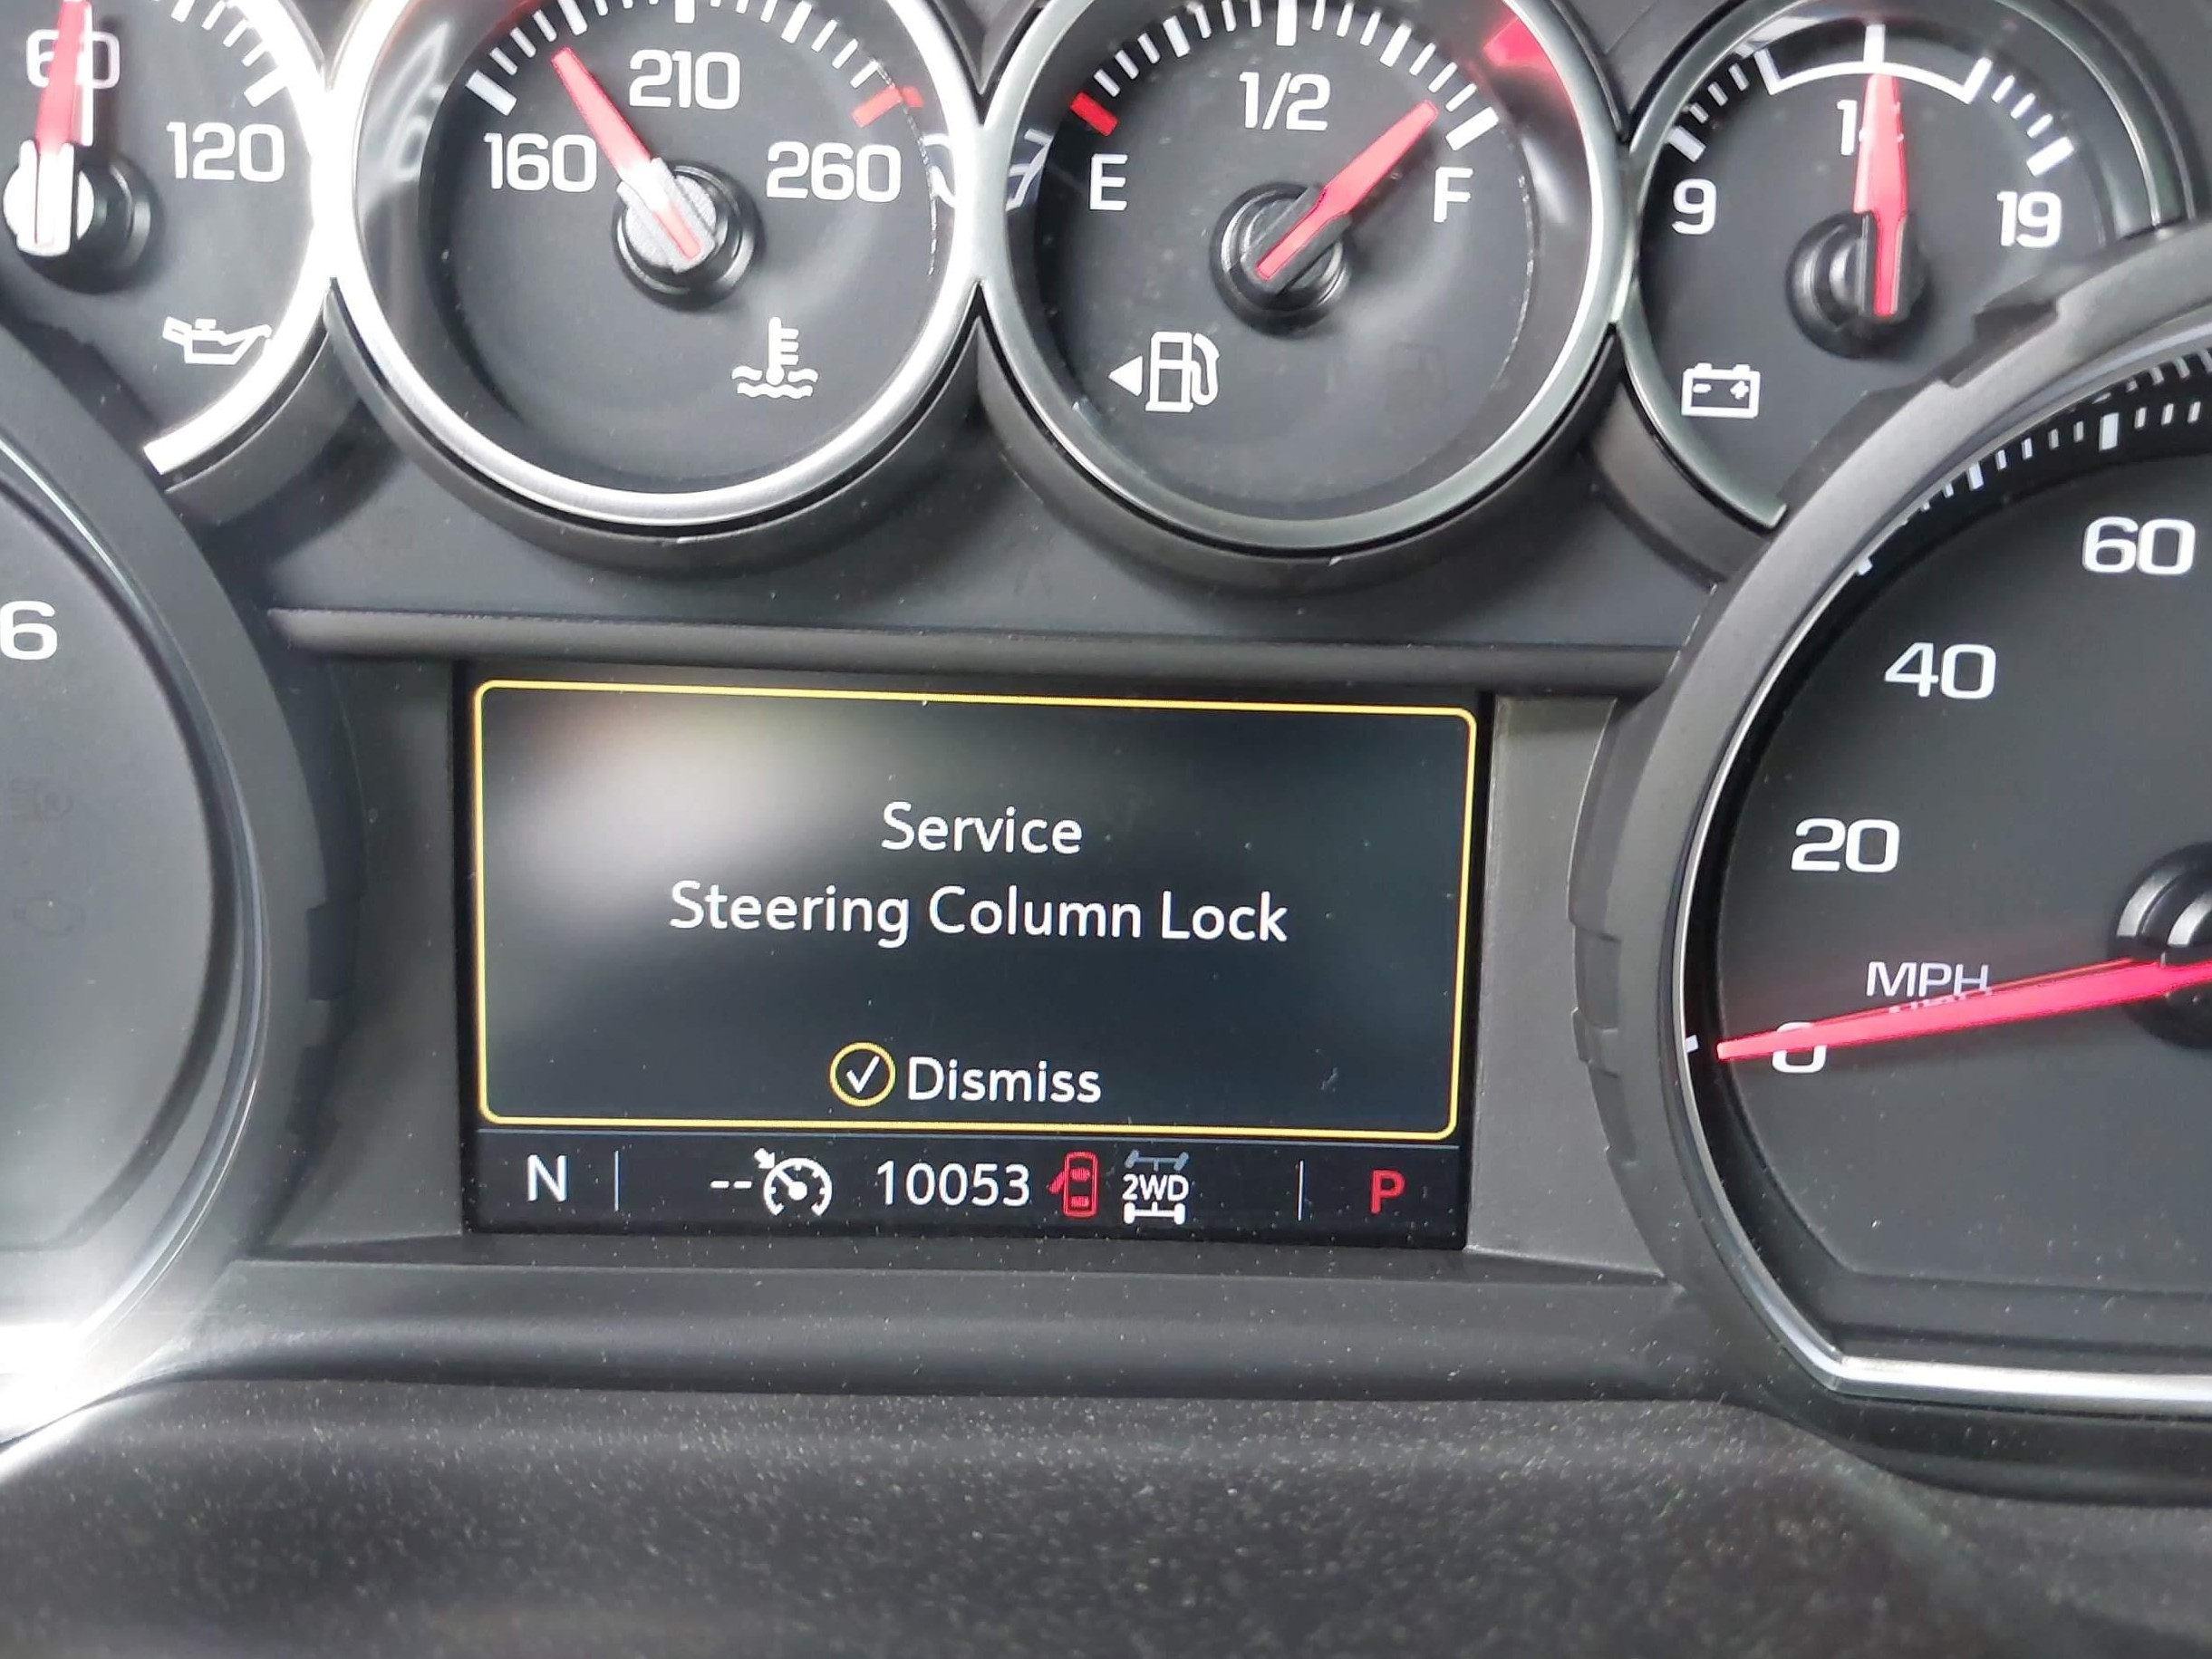 60
120
160
210
260
E
1/2
F
9
19
6
60
40
20
MPH
0
Service
Steering Column Lock
Dismiss
N
--
10053
2WD
P